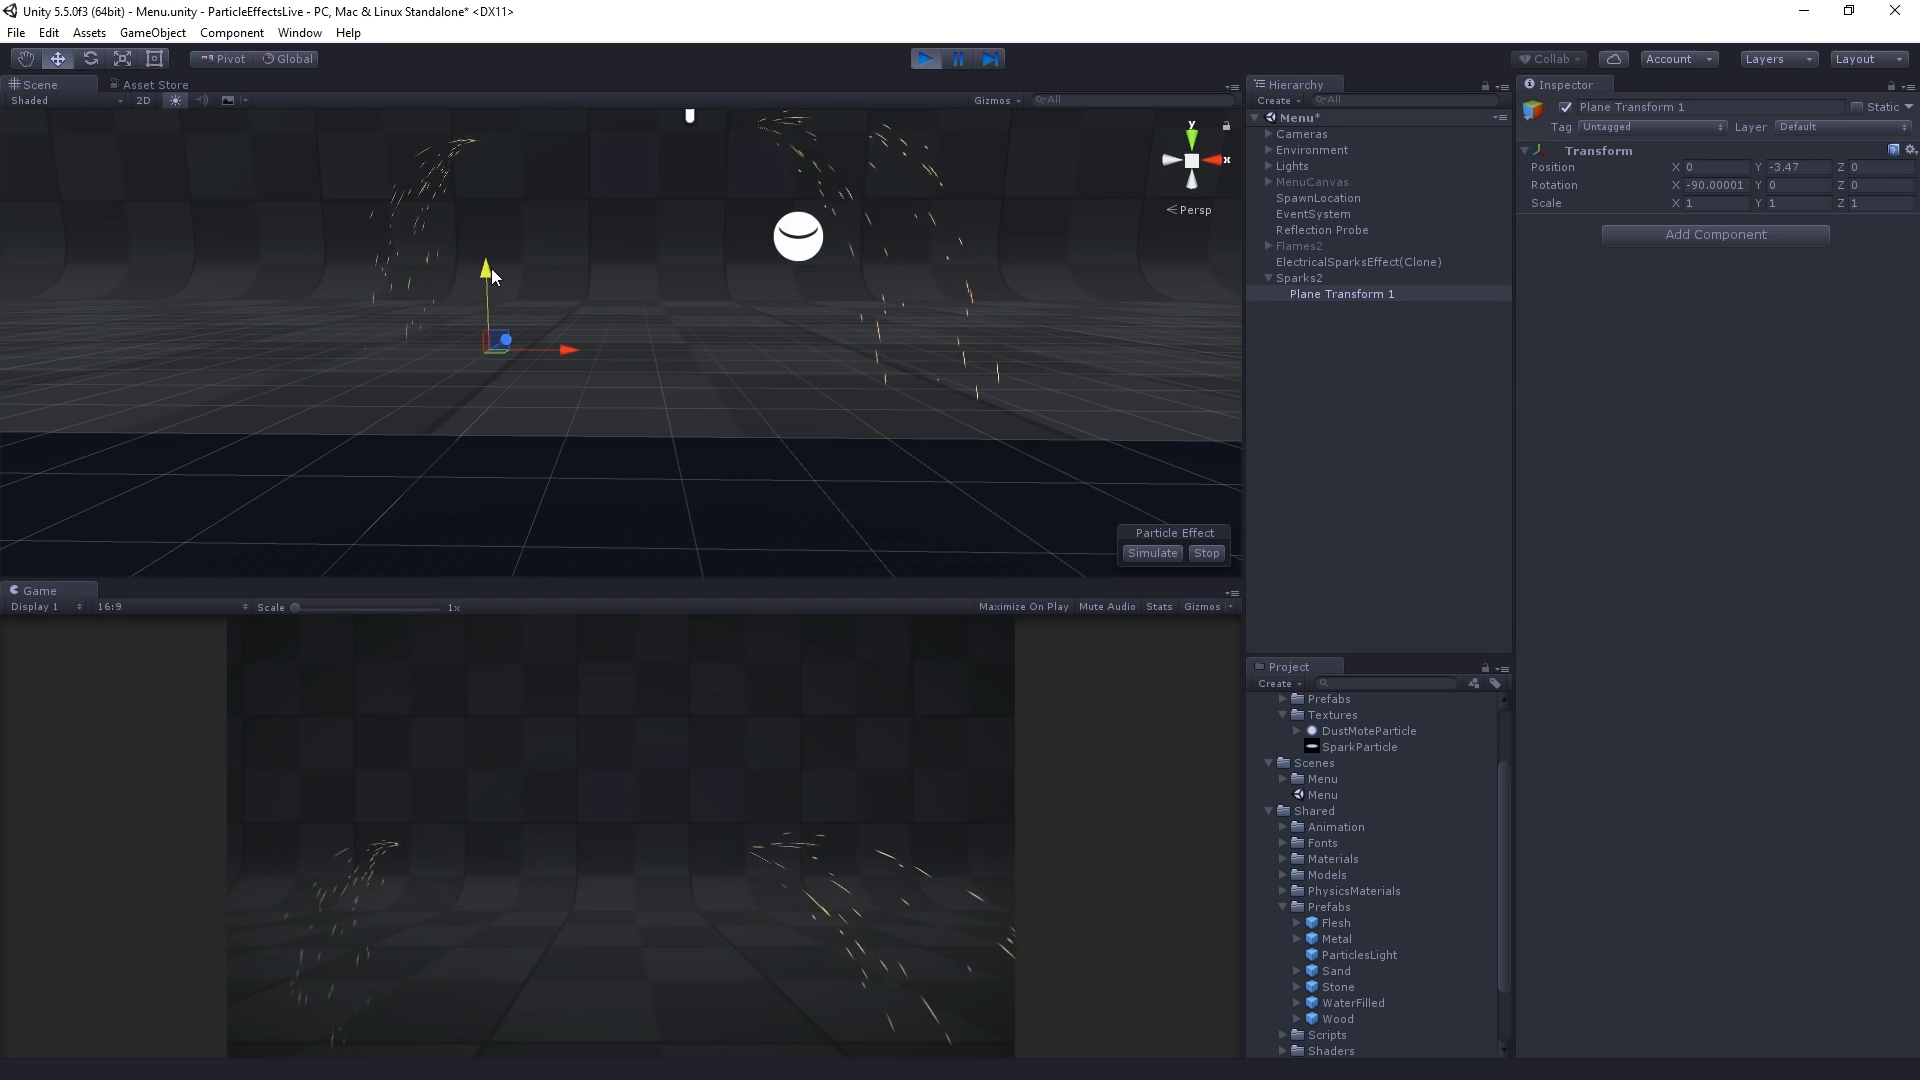 Unity 5.5.0f3 (64bit) - Menu.unity - ParticleEffectsLive - PC, Mac & Linux Standalone* <DX11>
File Edit Assets GameObject Component Window Help
Pivot Global Collab Account Layers Layout
Scene Asset Store
Shaded 2D Gizmos All
y
x
Persp
Particle Effect
Simulate Stop
Game
Display 1 16:9 Scale 1x Maximize On Play Mute Audio Stats Gizmos
Hierarchy
Create All
Menu*
Cameras
Environment
Lights
MenuCanvas
SpawnLocation
EventSystem
Reflection Probe
Flames2
ElectricalSparksEffect(Clone)
Sparks2
Plane Transform 1
Project
Create
Prefabs
Textures
DustMoteParticle
SparkParticle
Scenes
Menu
Menu
Shared
Animation
Fonts
Materials
Models
PhysicsMaterials
Prefabs
Flesh
Metal
ParticlesLight
Sand
Stone
WaterFilled
Wood
Scripts
Shaders
Inspector
Plane Transform 1 Static
Tag Untagged Layer Default
Transform
Position X 0 Y -3.47 Z 0
Rotation X -90.00001 Y 0 Z 0
Scale X 1 Y 1 Z 1
Add Component